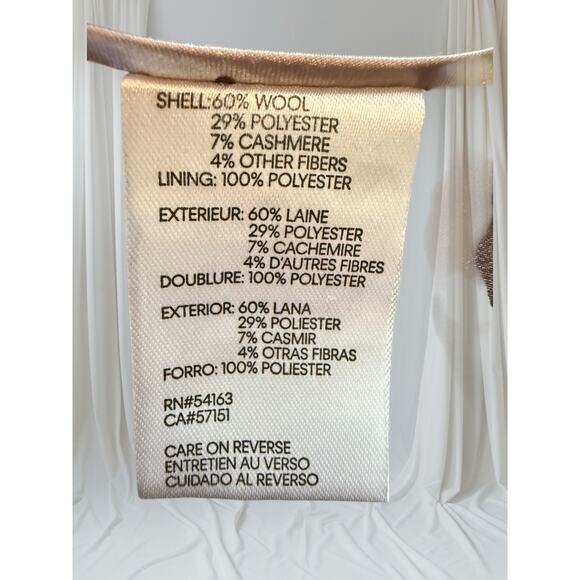 SHELL:60% WOOL
29% POLYESTER
7% CASHMERE
4% OTHER FIBERS
LINING: 100% POLYESTER
EXTERIEUR: 60% LAINE
29% POLYESTER
7% CACHEMIRE
4% D'AUTRES FIBRES
DOUBLURE: 100% POLYESTER
EXTERIOR: 60% LANA
29% POLIESTER
7% CASMIR
4% OTRAS FIBRAS
FORRO: 100% POLIESTER
RN#54163
CA#57151
CARE ON REVERSE
ENTRETIEN AU VERSO
CUIDADO AL REVERSO